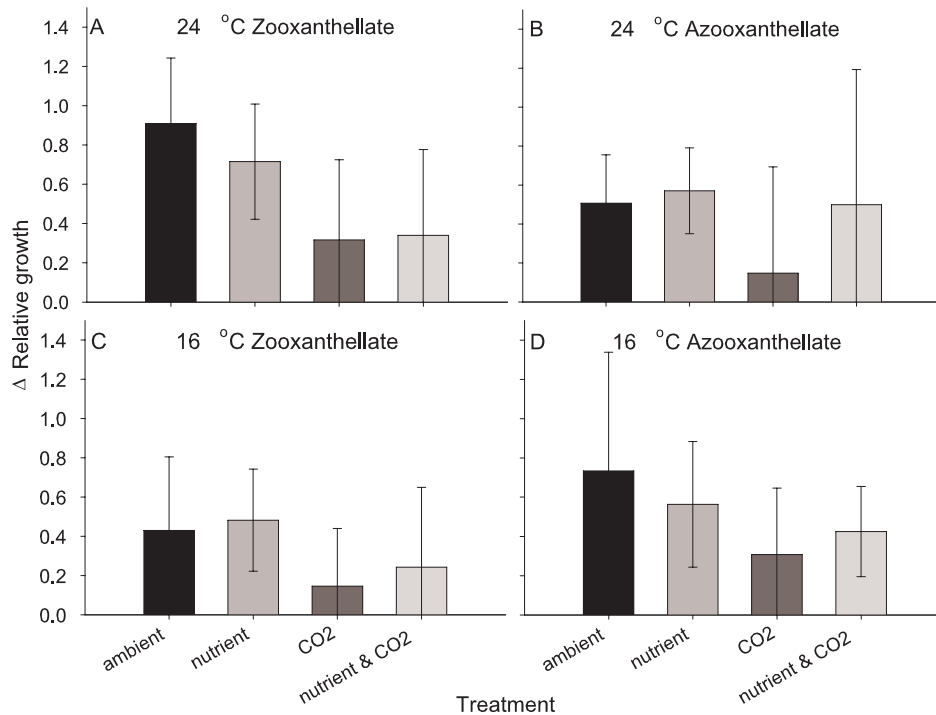 A 24 °C Zooxanthellate
B 24 °C Azooxanthellate
1.4
1.2
1.0
0.8
0.6
0.4
0.2
0.0
C 16 °C Zooxanthellate
D 16 °C Azooxanthellate
1.4
1.2
1.0
0.8
0.6
0.4
0.2
0.0
Δ Relative growth
ambient
nutrient
CO2
nutrient & CO2
ambient
nutrient
CO2
nutrient & CO2
Treatment